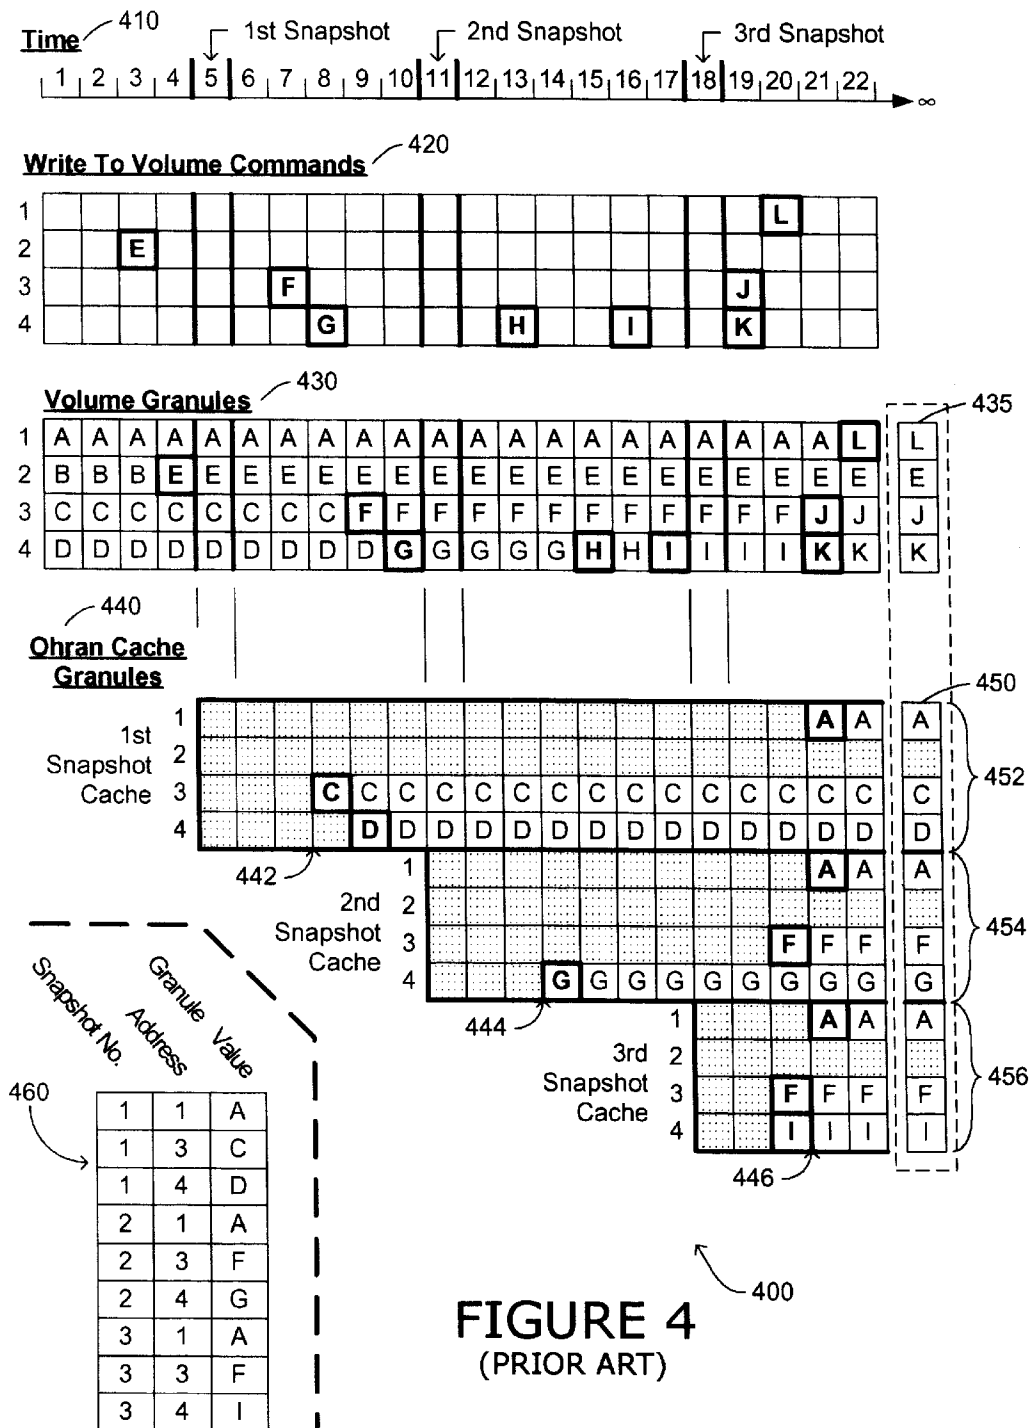 Time 410 1st Snapshot 2nd Snapshot 3rd Snapshot
1 2 3 4 5 6 7 8 9 10 11 12 13 14 15 16 17 18 19 20 21 22 ∞
Write To Volume Commands 420
1 L
2 E
3 F J
4 G H I K
Volume Granules 430 435
1 A A A A A A A A A A A A A A A A A A A A A L L
2 B B B E E E E E E E E E E E E E E E E E E E E
3 C C C C C C C C F F F F F F F F F F F F J J J
4 D D D D D D D D D G G G G G H H I I I I K K K
440
Ohran Cache
Granules
450
1st
Snapshot
Cache
1 A A A
2
3 C C C C C C C C C C C C C C C C
4 D D D D D D D D D D D D D D D
452
442
2nd
Snapshot
Cache
1 A A A
2
3 F F F F
4 G G G G G G G G G G
454
444
3rd
Snapshot
Cache
1 A A A
2
3 F F F F
4 I I I I
456
446
Snapshot No. Address Granule Value
460
1 1 A
1 3 C
1 4 D
2 1 A
2 3 F
2 4 G
3 1 A
3 3 F
3 4 I
400
FIGURE 4
(PRIOR ART)